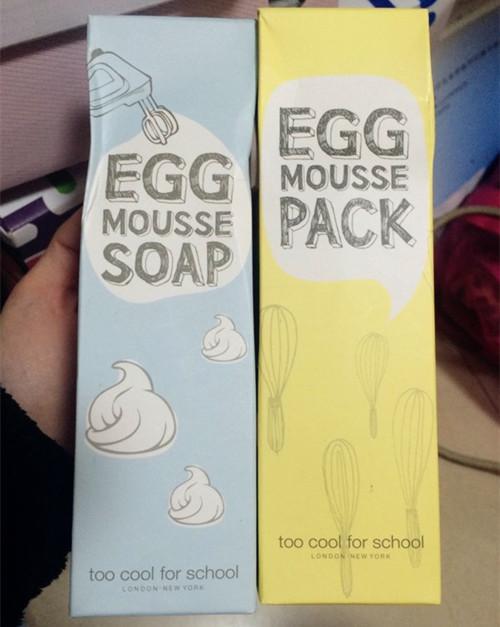 EGG
MOUSSE
SOAP
too cool for school
LONDON NEW YORK
EGG
MOUSSE
PACK
too cool for school
LONDON NEW YORK